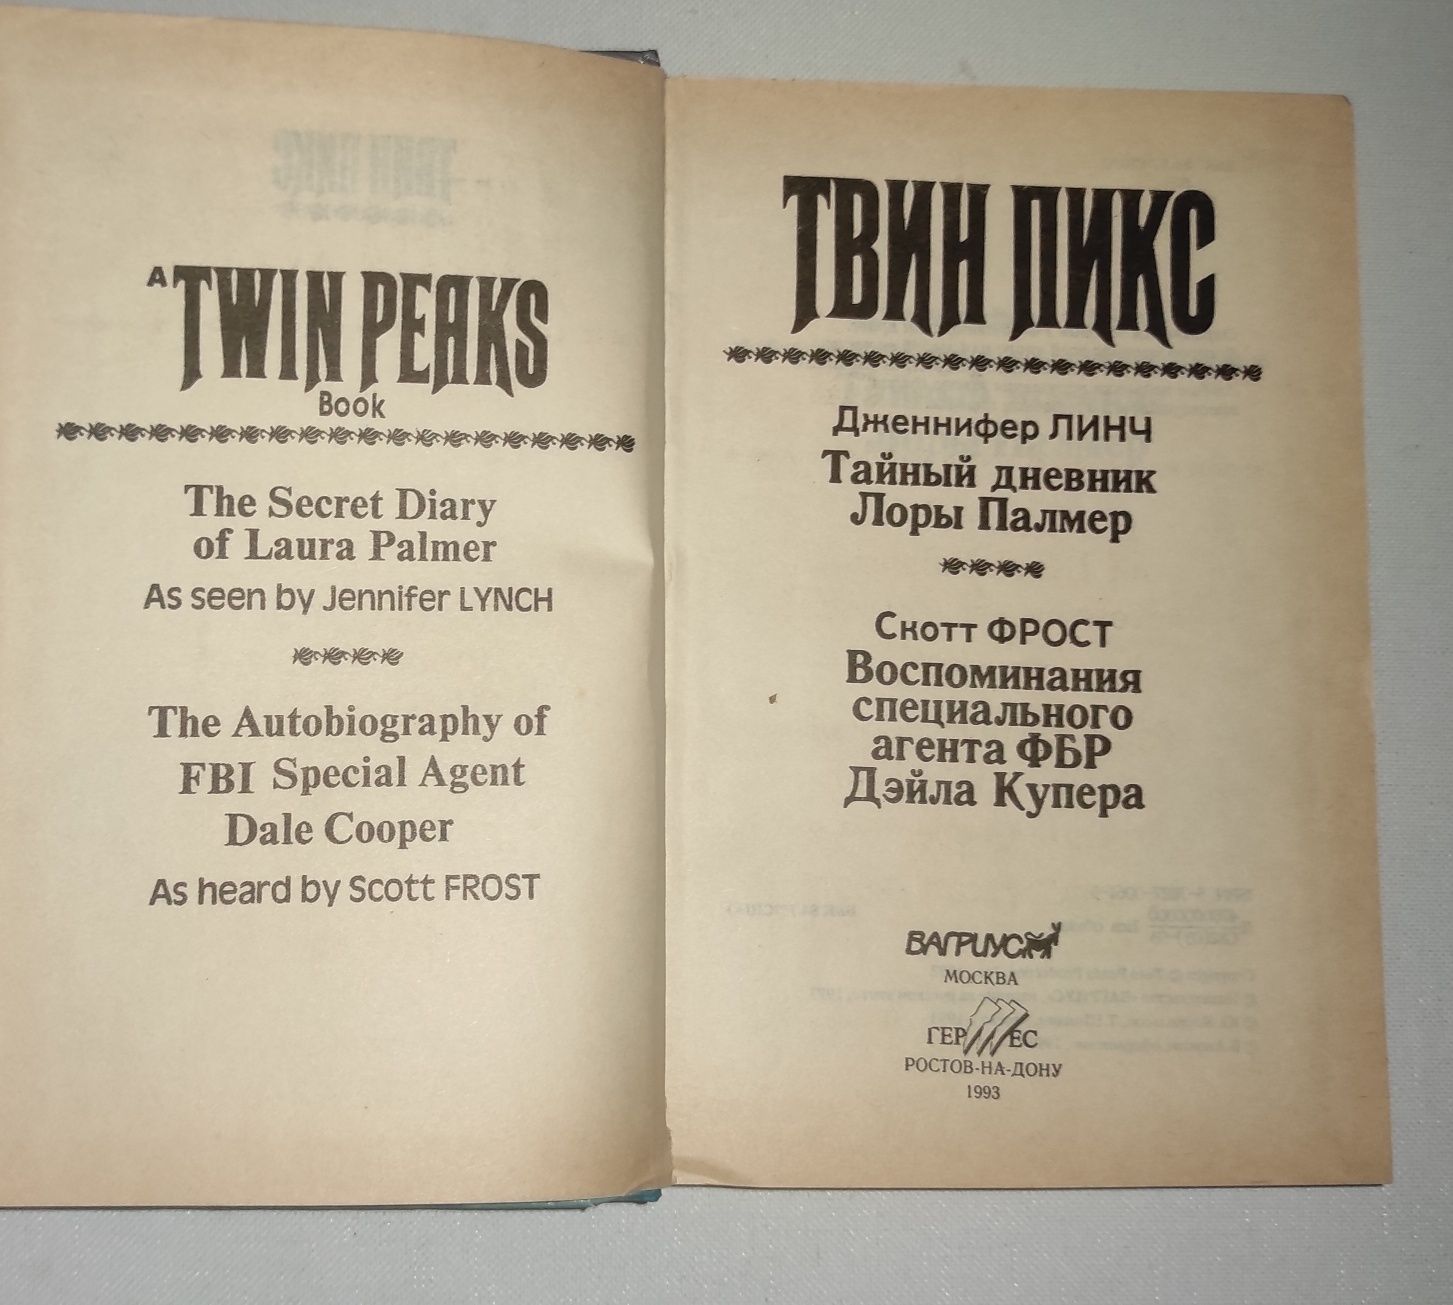 A TWIN PEAKS
Book
The Secret Diary
of Laura Palmer
As seen by Jennifer LYNCH
The Autobiography of
FBI Special Agent
Dale Cooper
As heard by Scott FROST
ТВИН ПИКС
Дженнифер ЛИНЧ
Тайный дневник
Лоры Палмер
Скотт ФРОСТ
Воспоминания
специального
агента ФБР
Дэйла Купера
ВАГРИУС
МОСКВА
ГЕРМЕС
РОСТОВ-НА-ДОНУ
1993